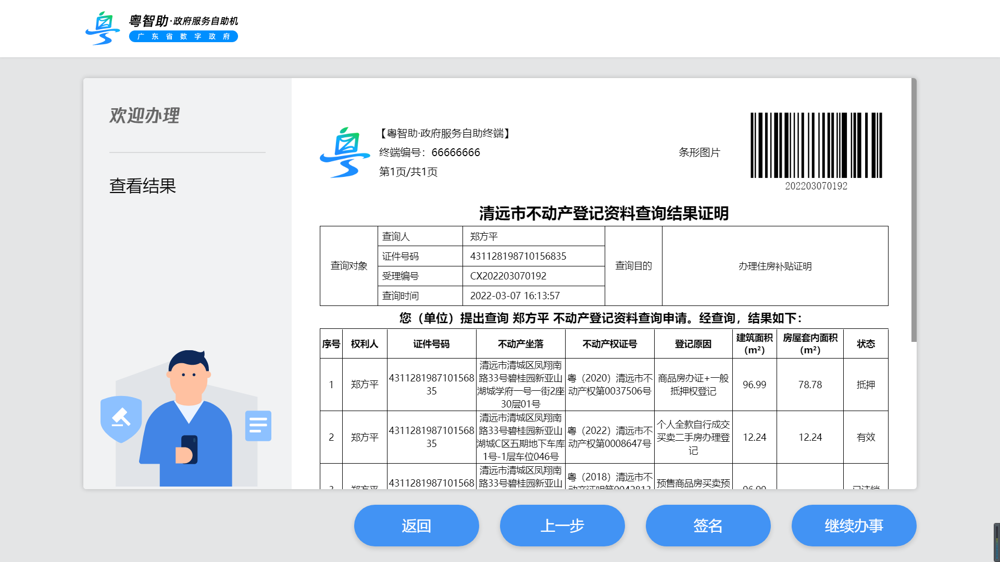 粤智助·政府服务自助机
广东省数字政府
欢迎办理
查看结果
【粤智助·政府服务自助终端】
终端编号：66666666
第1页/共1页
条形图片
202203070192
清远市不动产登记资料查询结果证明
查询对象
查询人 郑方平
证件号码 431128198710156835
受理编号 CX202203070192
查询时间 2022-03-07 16:13:57
查询目的
办理住房补贴证明
您（单位）提出查询 郑方平 不动产登记资料查询申请。经查询，结果如下：
序号 权利人 证件号码 不动产坐落 不动产权证号 登记原因 建筑面积（m²） 房屋套内面积（m²） 状态
1 郑方平 431128198710156835 清远市清城区凤翔南路33号碧桂园新亚山湖城学府一号一街2座30层01号 粤（2020）清远市不动产权第0037506号 商品房办证+一般抵押权登记 96.99 78.78 抵押
2 郑方平 431128198710156835 清远市清城区凤翔南路33号碧桂园新亚山湖城C区五期地下车库1号-1层车位046号 粤（2022）清远市不动产权第0008647号 个人全款自行成交买卖二手房办理登记 12.24 12.24 有效
4311281987101568 清远市清城区凤翔南路33号碧桂园新亚山 粤（2018）清远市不 预售商品房买卖预
返回
上一步
签名
继续办事